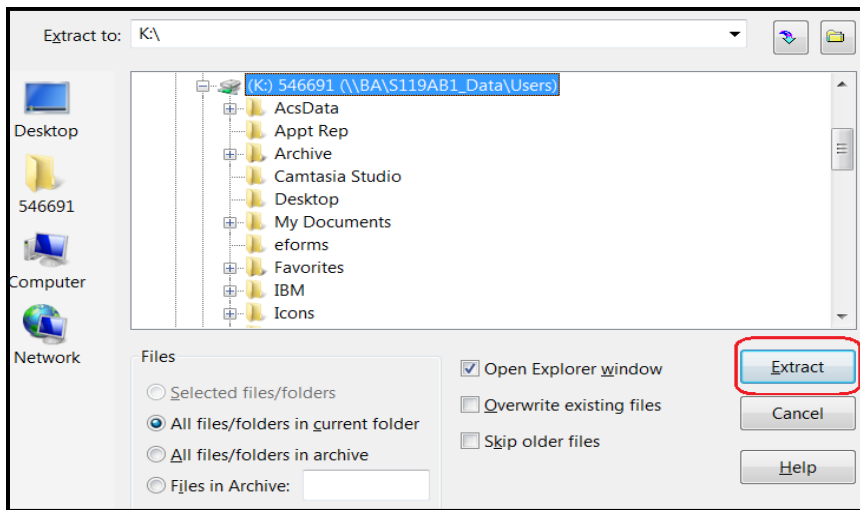 Extract to: K:\
(K:) 546691 (\\BA\S119AB1_Data\Users)
AcsData
Appt Rep
Archive
Camtasia Studio
Desktop
My Documents
eforms
Favorites
IBM
Icons
Desktop
546691
Computer
Network
Files
Selected files/folders
All files/folders in current folder
All files/folders in archive
Files in Archive:
Open Explorer window
Overwrite existing files
Skip older files
Extract
Cancel
Help